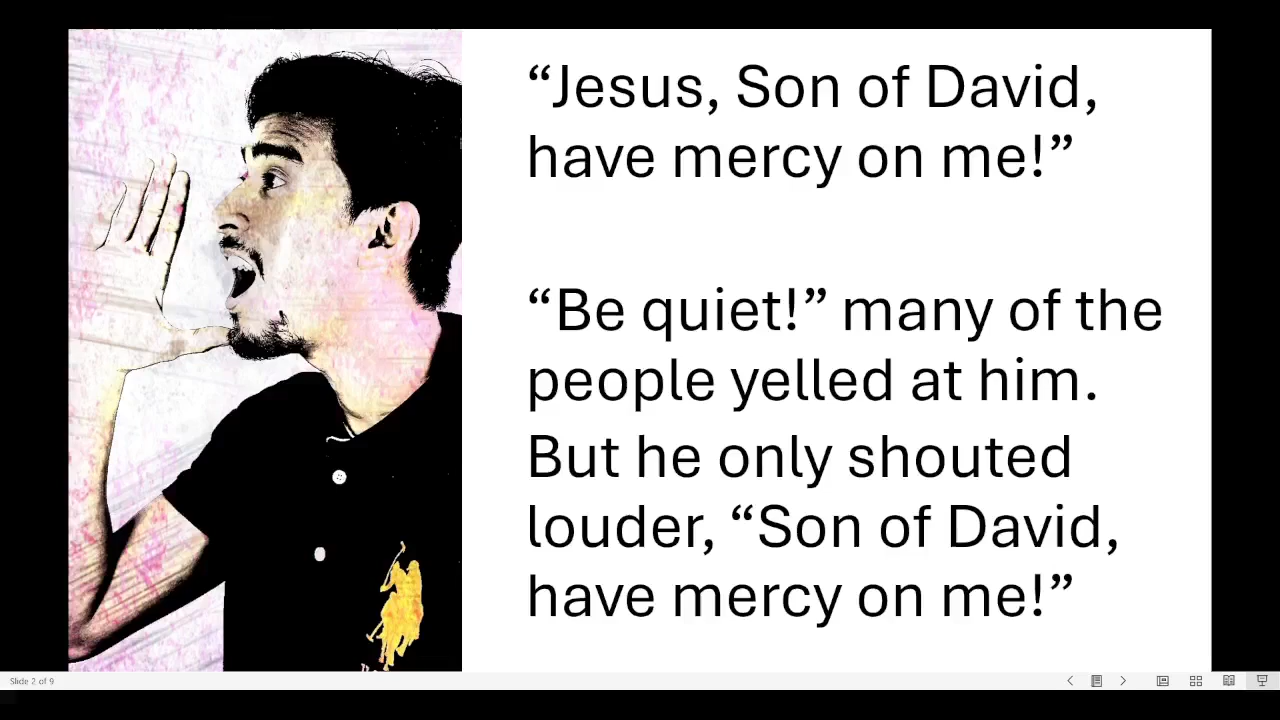 “Jesus, Son of David,
have mercy on me!”
“Be quiet!” many of the
people yelled at him.
But he only shouted
louder, “Son of David,
have mercy on me!”
Slide 2 of 9